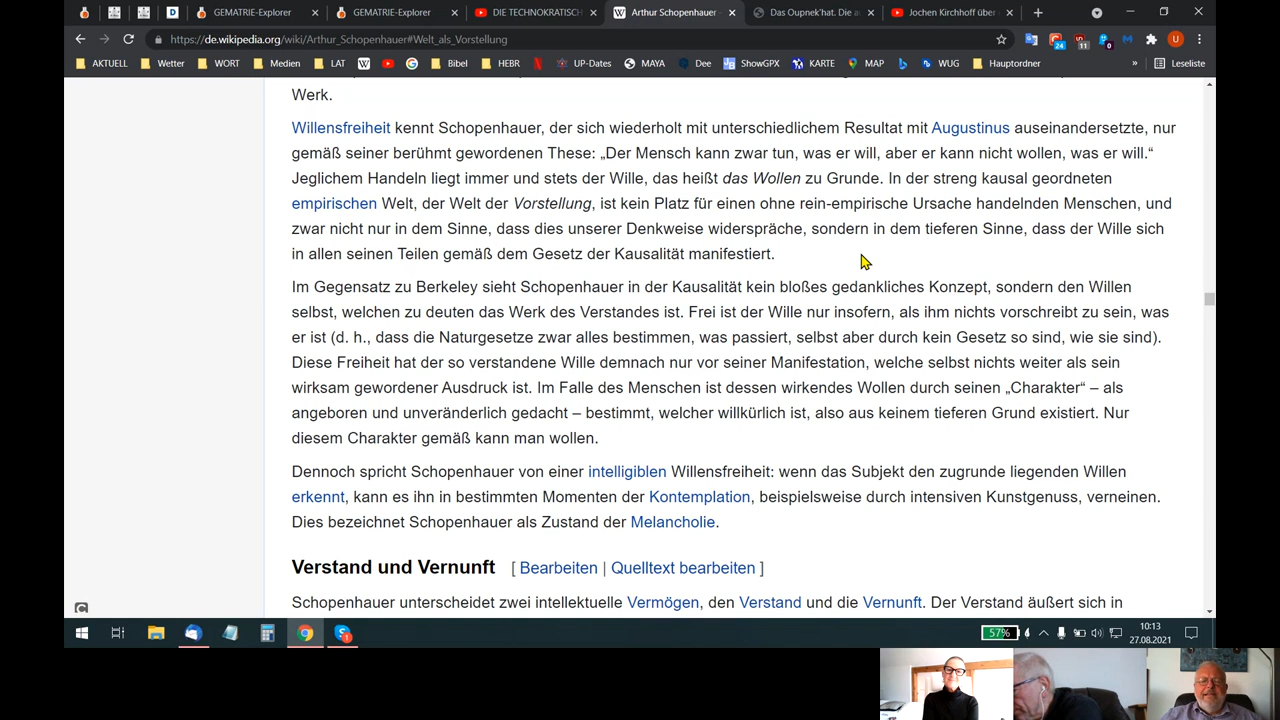 GEMATRIE-Explorer
GEMATRIE-Explorer
DIE TECHNOKRATISCH
Arthur Schopenhauer –
Das Oupnek'hat. Die a
Jochen Kirchhoff über
https://de.wikipedia.org/wiki/Arthur_Schopenhauer#Welt_als_Vorstellung
24
11
0
U
AKTUELL Wetter WORT Medien LAT Bibel HEBR UP-Dates MAYA Dee ShowGPX KARTE MAP WUG Hauptordner » Leseliste
Werk.
Willensfreiheit kennt Schopenhauer, der sich wiederholt mit unterschiedlichem Resultat mit Augustinus auseinandersetzte, nur
gemäß seiner berühmt gewordenen These: „Der Mensch kann zwar tun, was er will, aber er kann nicht wollen, was er will.“
Jeglichem Handeln liegt immer und stets der Wille, das heißt das Wollen zu Grunde. In der streng kausal geordneten
empirischen Welt, der Welt der Vorstellung, ist kein Platz für einen ohne rein-empirische Ursache handelnden Menschen, und
zwar nicht nur in dem Sinne, dass dies unserer Denkweise widerspräche, sondern in dem tieferen Sinne, dass der Wille sich
in allen seinen Teilen gemäß dem Gesetz der Kausalität manifestiert.
Im Gegensatz zu Berkeley sieht Schopenhauer in der Kausalität kein bloßes gedankliches Konzept, sondern den Willen
selbst, welchen zu deuten das Werk des Verstandes ist. Frei ist der Wille nur insofern, als ihm nichts vorschreibt zu sein, was
er ist (d. h., dass die Naturgesetze zwar alles bestimmen, was passiert, selbst aber durch kein Gesetz so sind, wie sie sind).
Diese Freiheit hat der so verstandene Wille demnach nur vor seiner Manifestation, welche selbst nichts weiter als sein
wirksam gewordener Ausdruck ist. Im Falle des Menschen ist dessen wirkendes Wollen durch seinen „Charakter“ – als
angeboren und unveränderlich gedacht – bestimmt, welcher willkürlich ist, also aus keinem tieferen Grund existiert. Nur
diesem Charakter gemäß kann man wollen.
Dennoch spricht Schopenhauer von einer intelligiblen Willensfreiheit: wenn das Subjekt den zugrunde liegenden Willen
erkennt, kann es ihn in bestimmten Momenten der Kontemplation, beispielsweise durch intensiven Kunstgenuss, verneinen.
Dies bezeichnet Schopenhauer als Zustand der Melancholie.
Verstand und Vernunft [ Bearbeiten | Quelltext bearbeiten ]
Schopenhauer unterscheidet zwei intellektuelle Vermögen, den Verstand und die Vernunft. Der Verstand äußert sich in
57%
10:13
27.08.2021